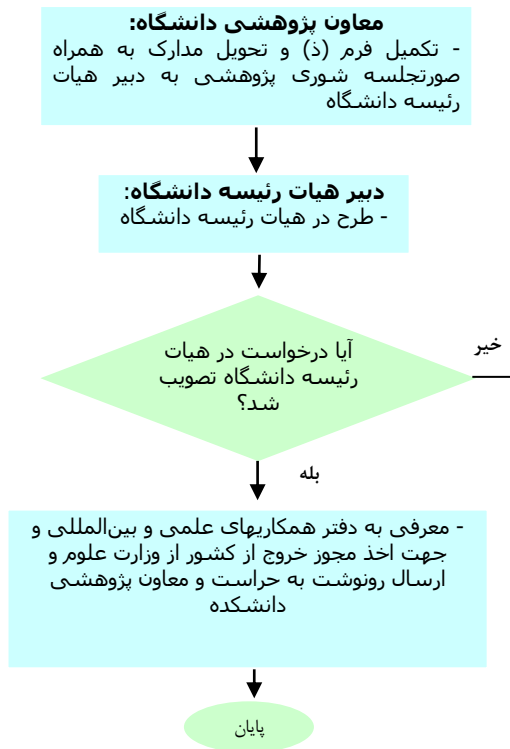 معاون پژوهشی دانشگاه:
- تکمیل فرم (ذ) و تحویل مدارک به همراه
صورتجلسه شوری پژوهشی به دبیر هیات
رئیسه دانشگاه
دبیر هیات رئیسه دانشگاه:
- طرح در هیات رئیسه دانشگاه
آیا درخواست در هیات
رئیسه دانشگاه تصویب
شد؟
خیر
بله
- معرفی به دفتر همکاریهای علمی و بین‌المللی و
جهت اخذ مجوز خروج از کشور از وزارت علوم و
ارسال رونوشت به حراست و معاون پژوهشی
دانشکده
پایان